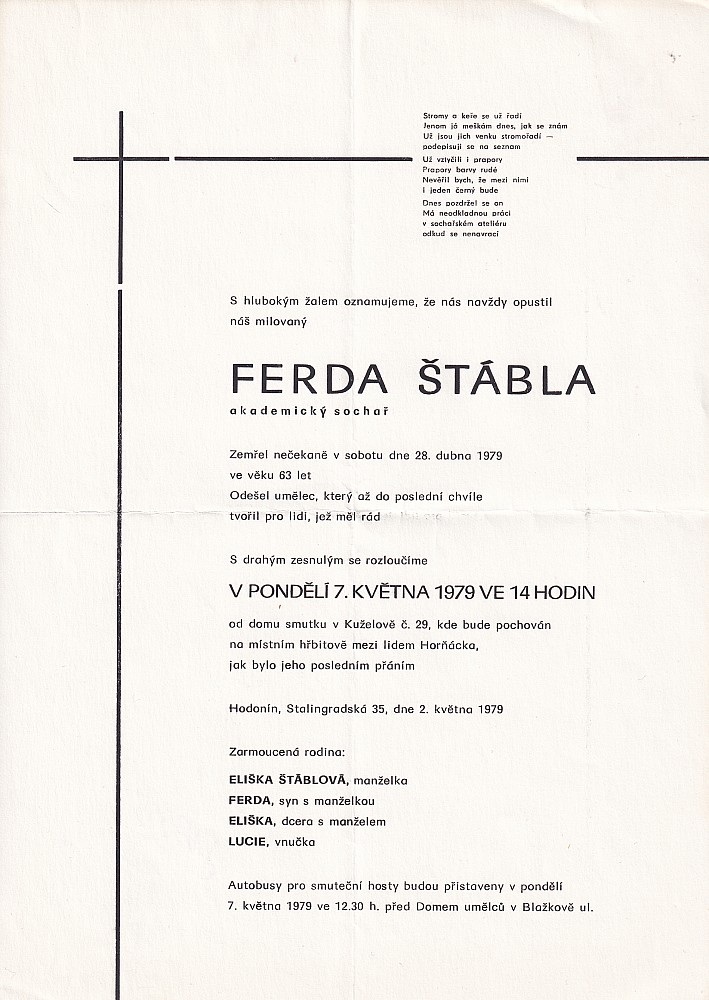 Stromy a keře se už řadí
Jenom já meškám dnes, jak se znám
Už jsou jich venku stromořadí —
podepisuji se na seznam
Už vztyčili i prapory
Prapory barvy rudé
Nevěřil bych, že mezi nimi
i jeden černý bude
Dnes pozdržel se on
Má neodkladnou práci
v sochařském ateliéru
odkud se nenavrací
S hlubokým žalem oznamujeme, že nás navždy opustil
náš milovaný
FERDA ŠTÁBLA
akademický sochař
Zemřel nečekaně v sobotu dne 28. dubna 1979
ve věku 63 let
Odešel umělec, který až do poslední chvíle
tvořil pro lidi, jež měl rád
S drahým zesnulým se rozloučíme
V PONDĚLÍ 7. KVĚTNA 1979 VE 14 HODIN
od domu smutku v Kuželově č. 29, kde bude pochován
na místním hřbitově mezi lidem Horňácka,
jak bylo jeho posledním přáním
Hodonín, Stalingradská 35, dne 2. května 1979
Zarmoucená rodina:
ELIŠKA ŠTÁBLOVÁ, manželka
FERDA, syn s manželkou
ELIŠKA, dcera s manželem
LUCIE, vnučka
Autobusy pro smuteční hosty budou přistaveny v pondělí
7. května 1979 ve 12.30 h. před Domem umělců v Blažkově ul.